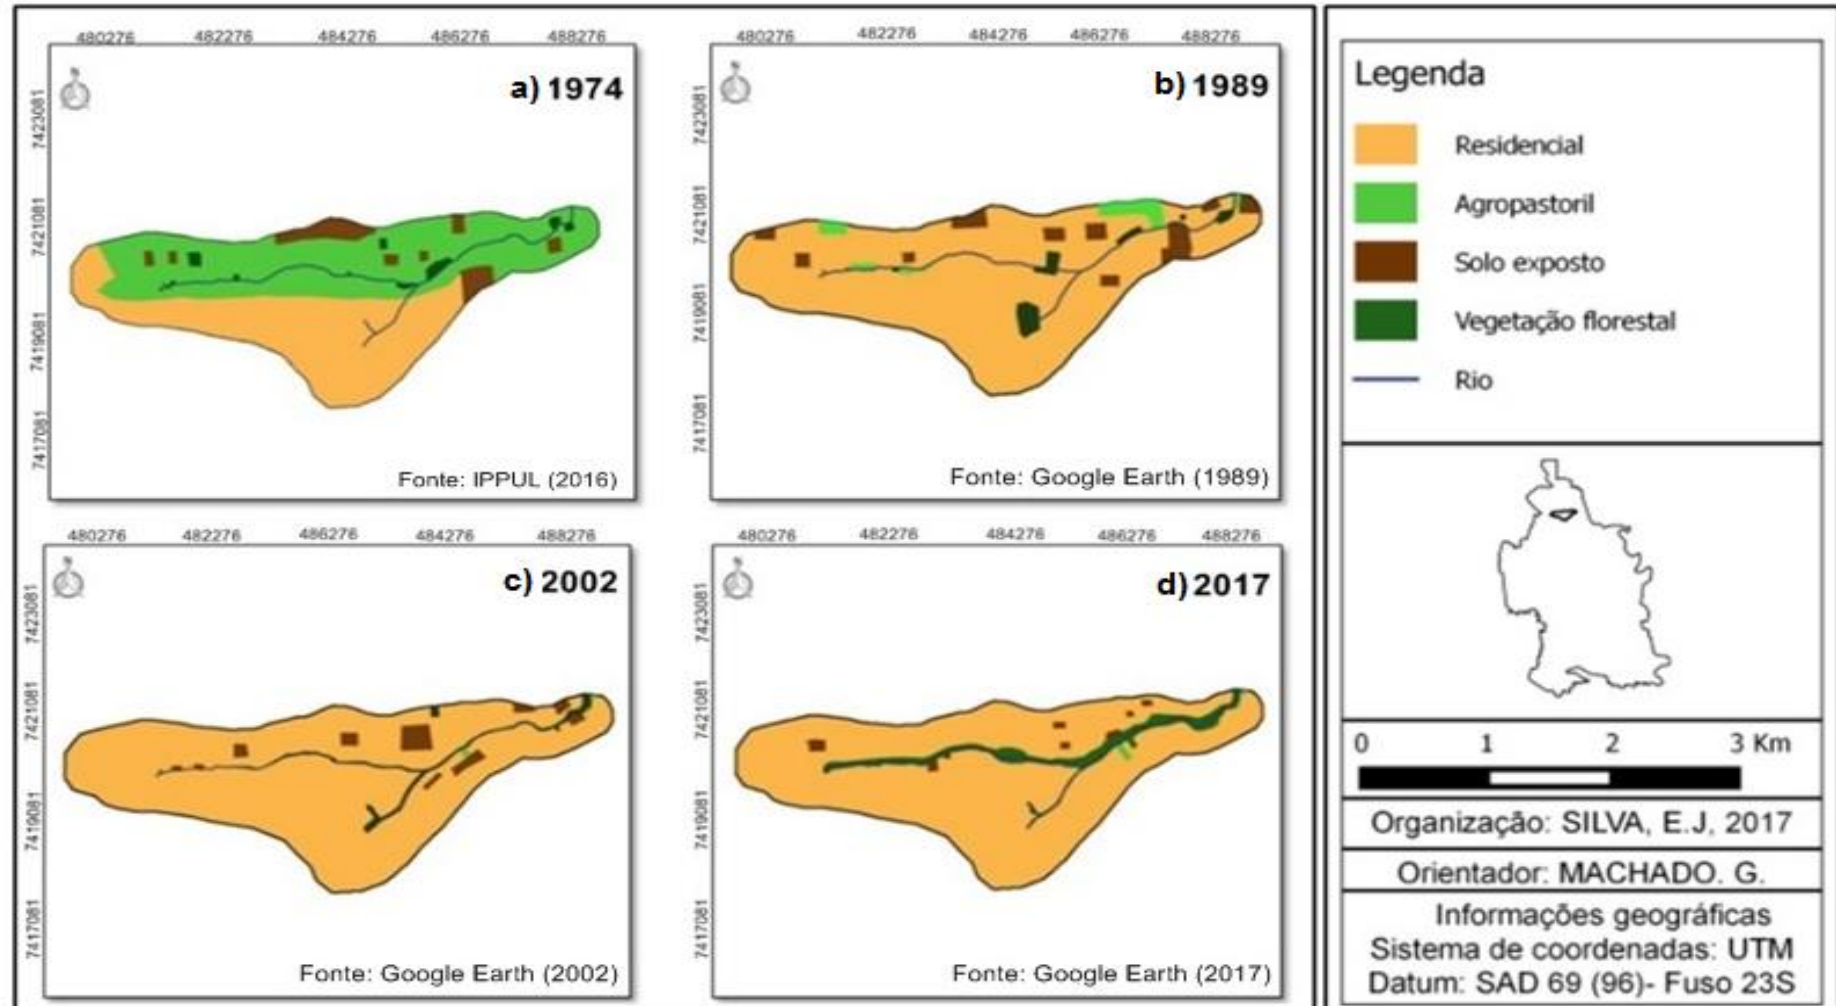 480276 482276 484276 486276 488276
a) 1974
7423081
7421081
7419081
7417081
Fonte: IPPUL (2016)
480276 482276 484276 486276 488276
b) 1989
7423081
7421081
7419081
7417081
Fonte: Google Earth (1989)
480276 482276 486276 484276 488276
c) 2002
7423081
7421081
7419081
7417081
Fonte: Google Earth (2002)
480276 482276 484276 486276 488276
d) 2017
7423081
7421081
7419081
7417081
Fonte: Google Earth (2017)
Legenda
Residencial
Agropastoril
Solo exposto
Vegetação florestal
Rio
0 1 2 3 Km
Organização: SILVA, E.J, 2017
Orientador: MACHADO. G.
Informações geográficas
Sistema de coordenadas: UTM
Datum: SAD 69 (96)- Fuso 23S